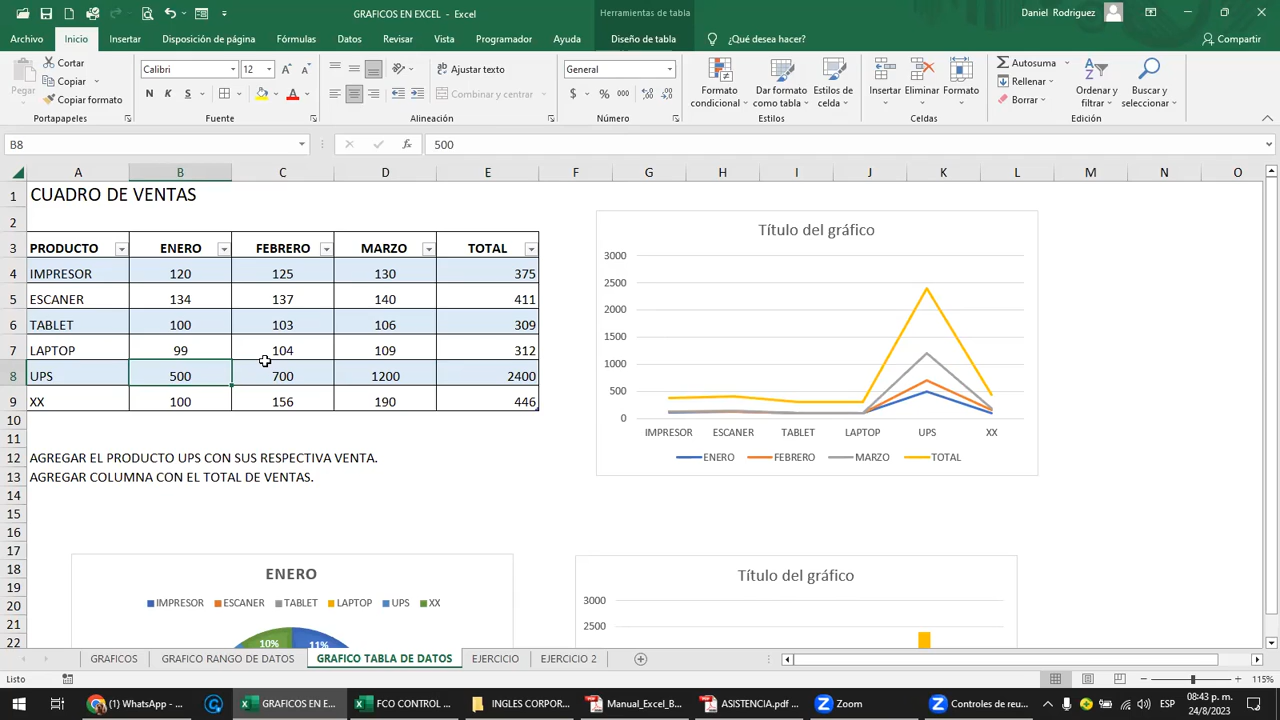 GRAFICOS EN EXCEL - Excel
Herramientas de tabla
Daniel Rodriguez
Archivo Inicio Insertar Disposición de página Fórmulas Datos Revisar Vista Programador Ayuda Diseño de tabla ¿Qué desea hacer? Compartir
Pegar
Cortar
Copiar
Copiar formato
Calibri 12
N K S
Ajustar texto
Combinar y centrar
General
$ % 000
Formato condicional
Dar formato como tabla
Estilos de celda
Insertar Eliminar Formato
Autosuma
Rellenar
Borrar
Ordenar y filtrar
Buscar y seleccionar
Portapapeles Fuente Alineación Número Estilos Celdas Edición
B8 fx 500
A B C D E F G H I J K L M N O
1 CUADRO DE VENTAS
2
3 PRODUCTO ENERO FEBRERO MARZO TOTAL
4 IMPRESOR 120 125 130 375
5 ESCANER 134 137 140 411
6 TABLET 100 103 106 309
7 LAPTOP 99 104 109 312
8 UPS 500 700 1200 2400
9 XX 100 156 190 446
10
11
12 AGREGAR EL PRODUCTO UPS CON SUS RESPECTIVA VENTA.
13 AGREGAR COLUMNA CON EL TOTAL DE VENTAS.
14
15
16
17
18
19
20
21
22
Título del gráfico
3000
2500
2000
1500
1000
500
0
IMPRESOR ESCANER TABLET LAPTOP UPS XX
ENERO FEBRERO MARZO TOTAL
ENERO
IMPRESOR ESCANER TABLET LAPTOP UPS XX
10% 11%
Título del gráfico
3000
2500
GRAFICOS GRAFICO RANGO DE DATOS GRAFICO TABLA DE DATOS EJERCICIO EJERCICIO 2
Listo
115%
(1) WhatsApp - ... GRAFICOS EN E... FCO CONTROL ... INGLES CORPOR... Manual_Excel_B... ASISTENCIA.pdf ... Zoom Controles de reu...
ESP
08:43 p. m.
24/8/2023